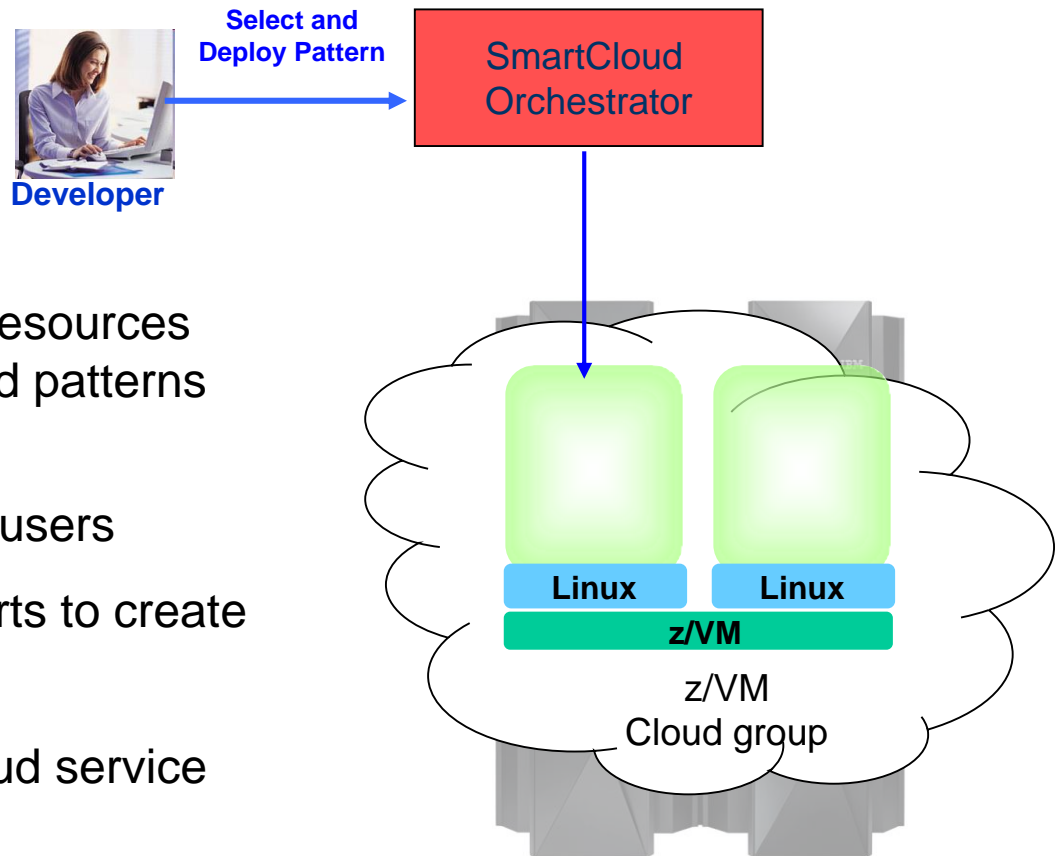 Select and
Deploy Pattern
SmartCloud
Orchestrator
Developer
esources
d patterns
users
rts to create
ud service
Linux
Linux
z/VM
z/VM
Cloud group